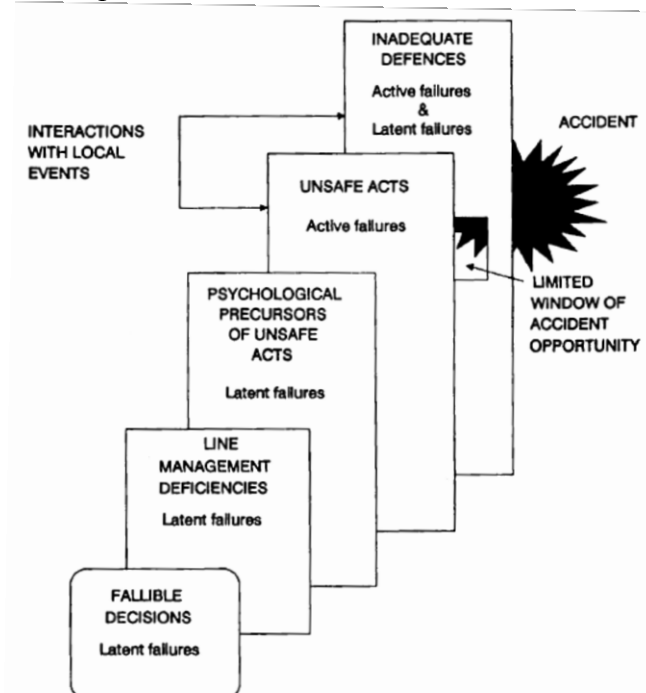 INADEQUATE
DEFENCES
Active failures
&
Latent failures
ACCIDENT
INTERACTIONS
WITH LOCAL
EVENTS
UNSAFE ACTS
Active failures
LIMITED
WINDOW OF
ACCIDENT
OPPORTUNITY
PSYCHOLOGICAL
PRECURSORS
OF UNSAFE
ACTS
Latent failures
LINE
MANAGEMENT
DEFICIENCIES
Latent failures
FALLIBLE
DECISIONS
Latent failures